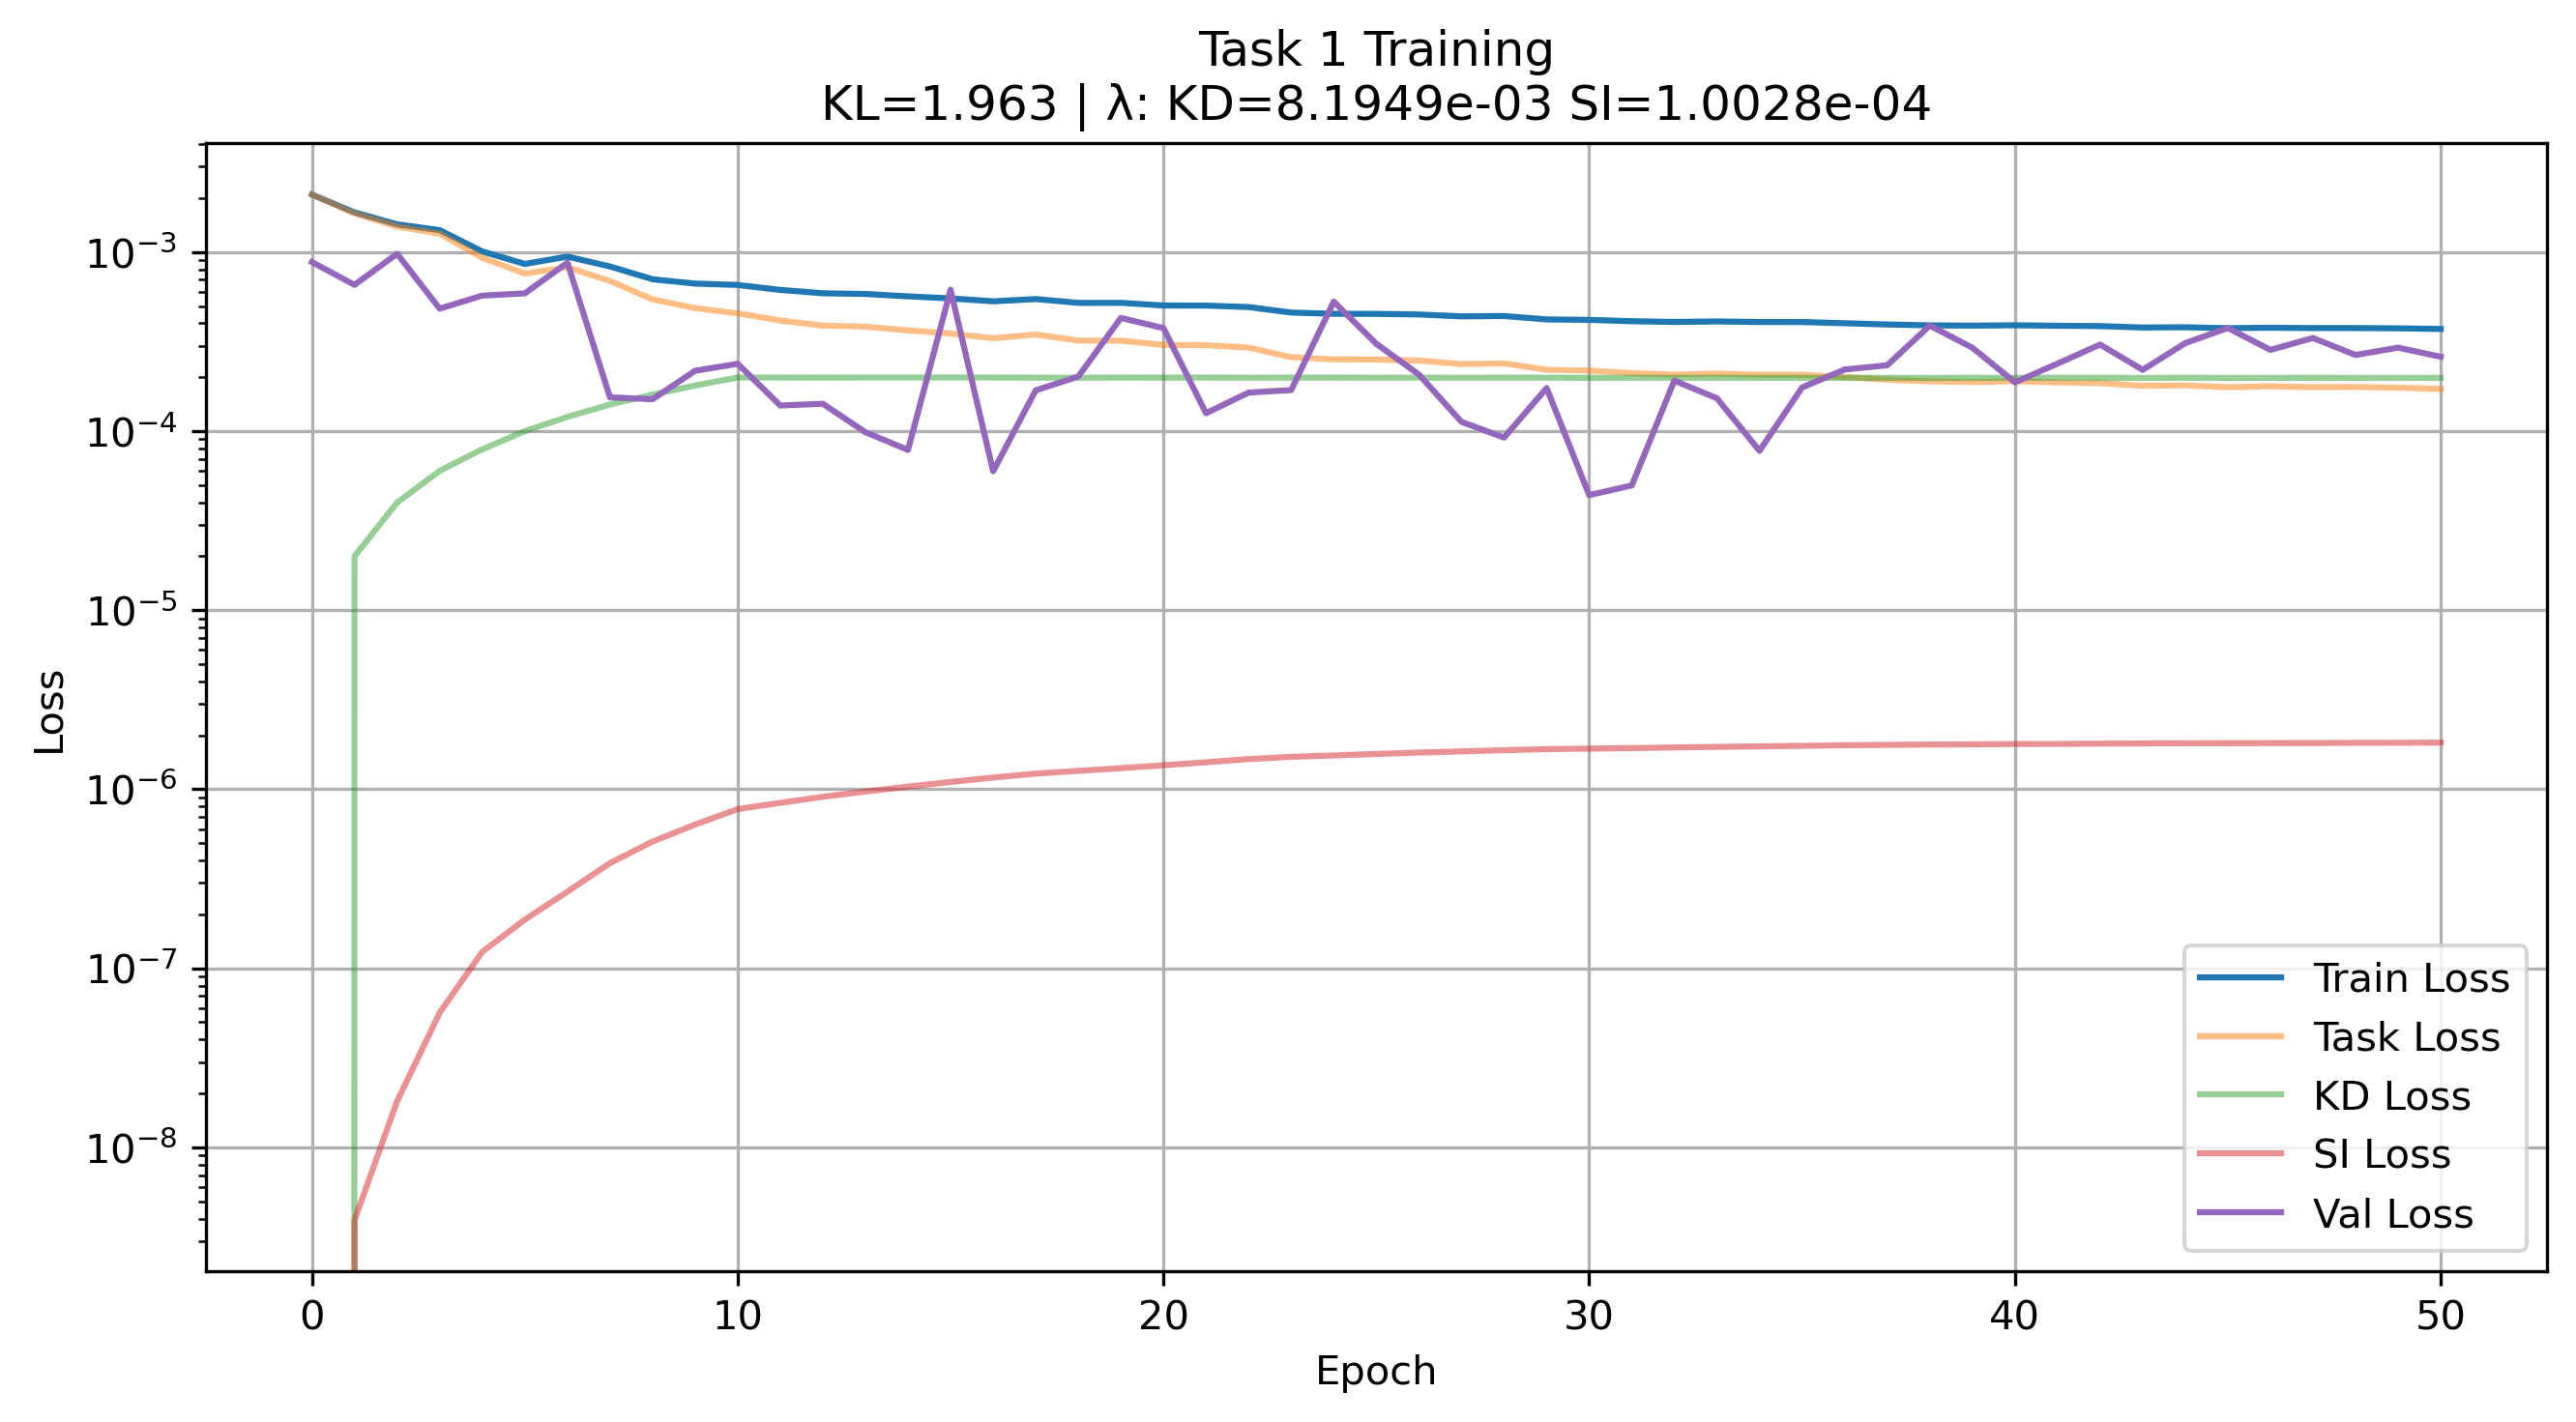 Task 1 Training
KL=1.963 | λ: KD=8.1949e-03 SI=1.0028e-04
10⁻³
10⁻⁴
10⁻⁵
10⁻⁶
10⁻⁷
10⁻⁸
Loss
Train Loss
Task Loss
KD Loss
SI Loss
Val Loss
0 10 20 30 40 50
Epoch